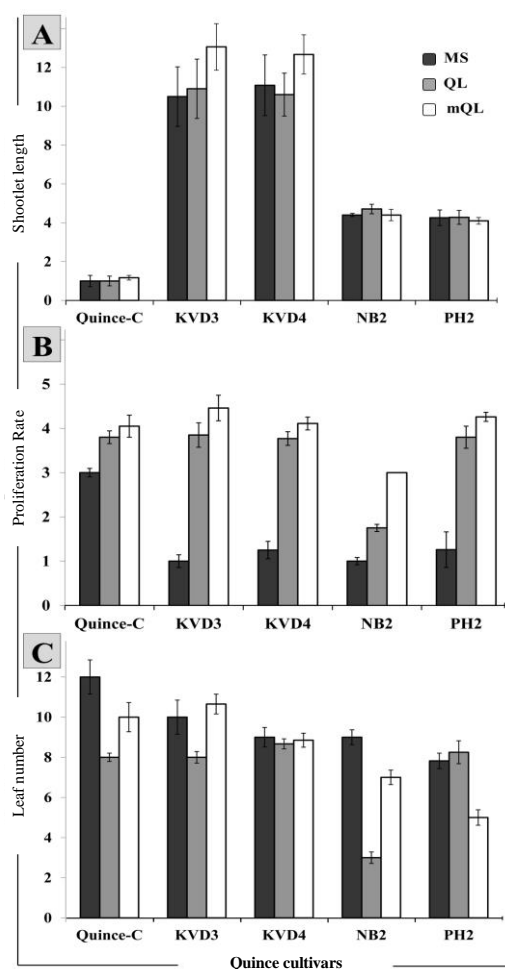 A
Shootlet length
12
10
8
6
4
2
0
MS
QL
mQL
Quince-C KVD3 KVD4 NB2 PH2
B
Proliferation Rate
5
4
3
2
1
0
Quince-C KVD3 KVD4 NB2 PH2
C
Leaf number
12
10
8
6
4
2
0
Quince-C KVD3 KVD4 NB2 PH2
Quince cultivars